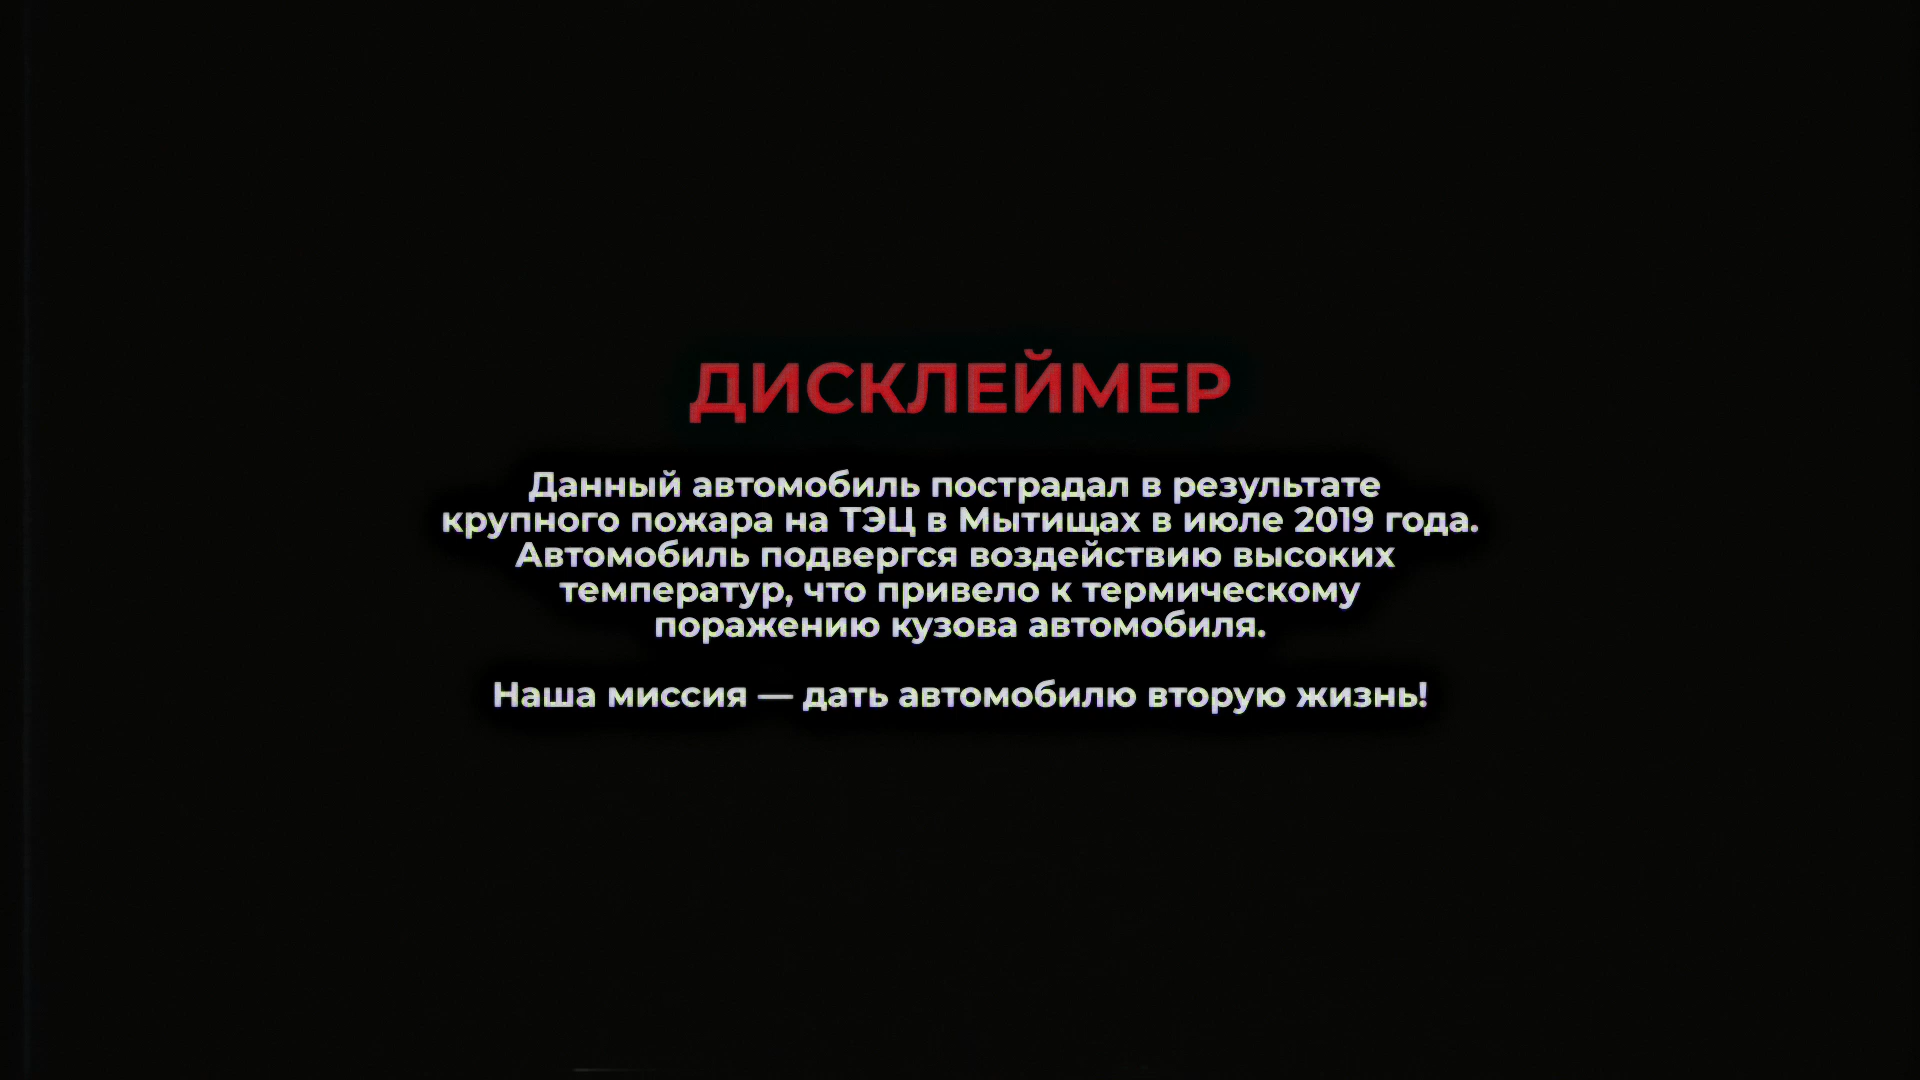 ДИСКЛЕЙМЕР
Данный автомобиль пострадал в результате
крупного пожара на ТЭЦ в Мытищах в июле 2019 года.
Автомобиль подвергся воздействию высоких
температур, что привело к термическому
поражению кузова автомобиля.
Наша миссия — дать автомобилю вторую жизнь!